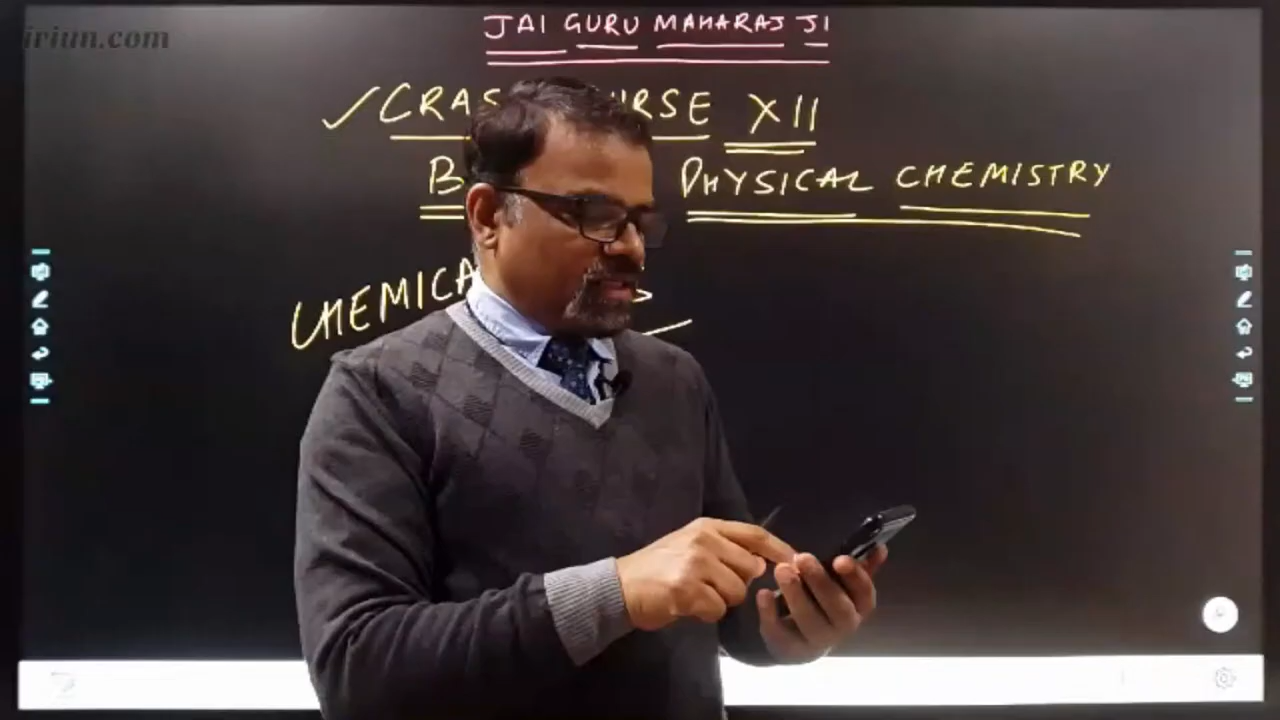 iriun.com
JAI GURU MAHARAJ JI
CRAS URSE XII
B PHYSICAL CHEMISTRY
CHEMICA